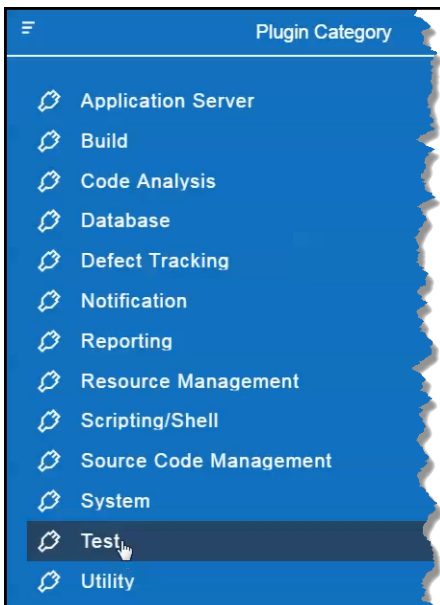 Plugin Category
Application Server
Build
Code Analysis
Database
Defect Tracking
Notification
Reporting
Resource Management
Scripting/Shell
Source Code Management
System
Test
Utility